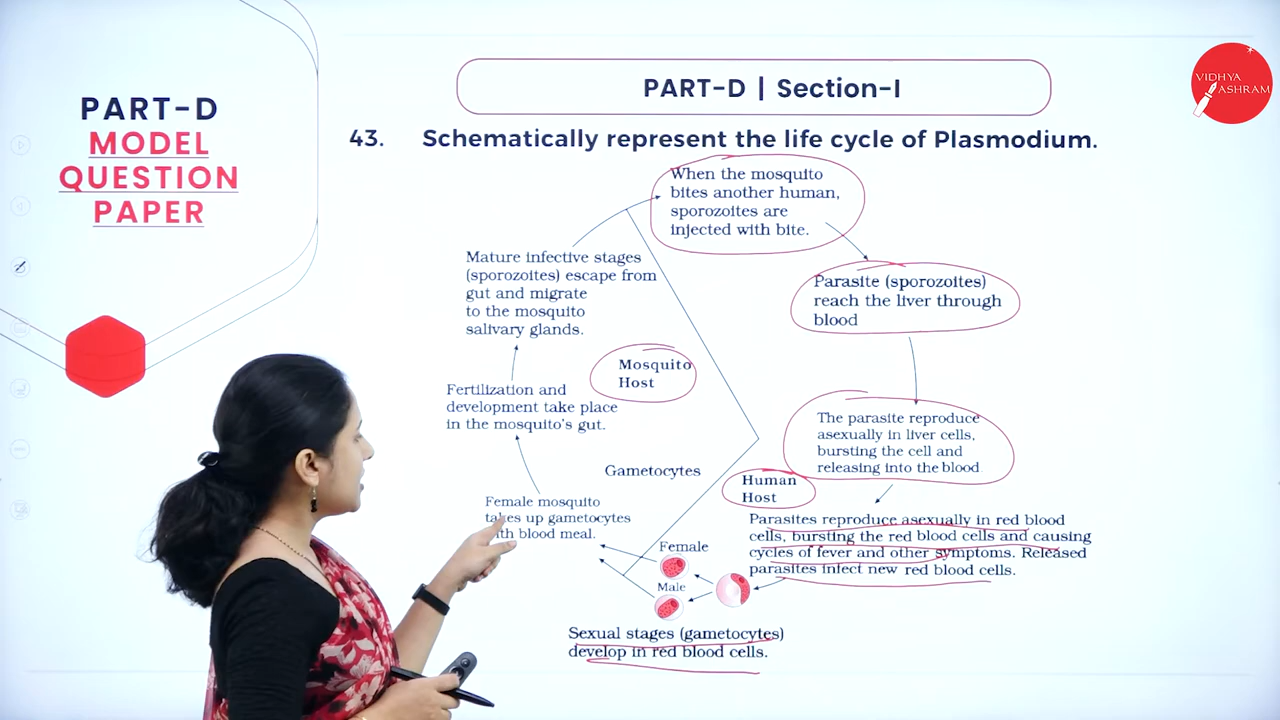 PART-D
MODEL
QUESTION
PAPER
PART-D | Section-I
VIDHYA
ASHRAM
43. Schematically represent the life cycle of Plasmodium.
When the mosquito
bites another human,
sporozoites are
injected with bite.
Parasite (sporozoites)
reach the liver through
blood
The parasite reproduce
asexually in liver cells,
bursting the cell and
releasing into the blood
Human
Host
Parasites reproduce asexually in red blood
cells, bursting the red blood cells and causing
cycles of fever and other symptoms. Released
parasites infect new red blood cells.
Female
Male
Sexual stages (gametocytes)
develop in red blood cells.
Gametocytes
Female mosquito
takes up gametocytes
blood meal.
Fertilization and
development take place
in the mosquito's gut.
Mosquito
Host
Mature infective stages
(sporozoites) escape from
gut and migrate
to the mosquito
salivary glands.